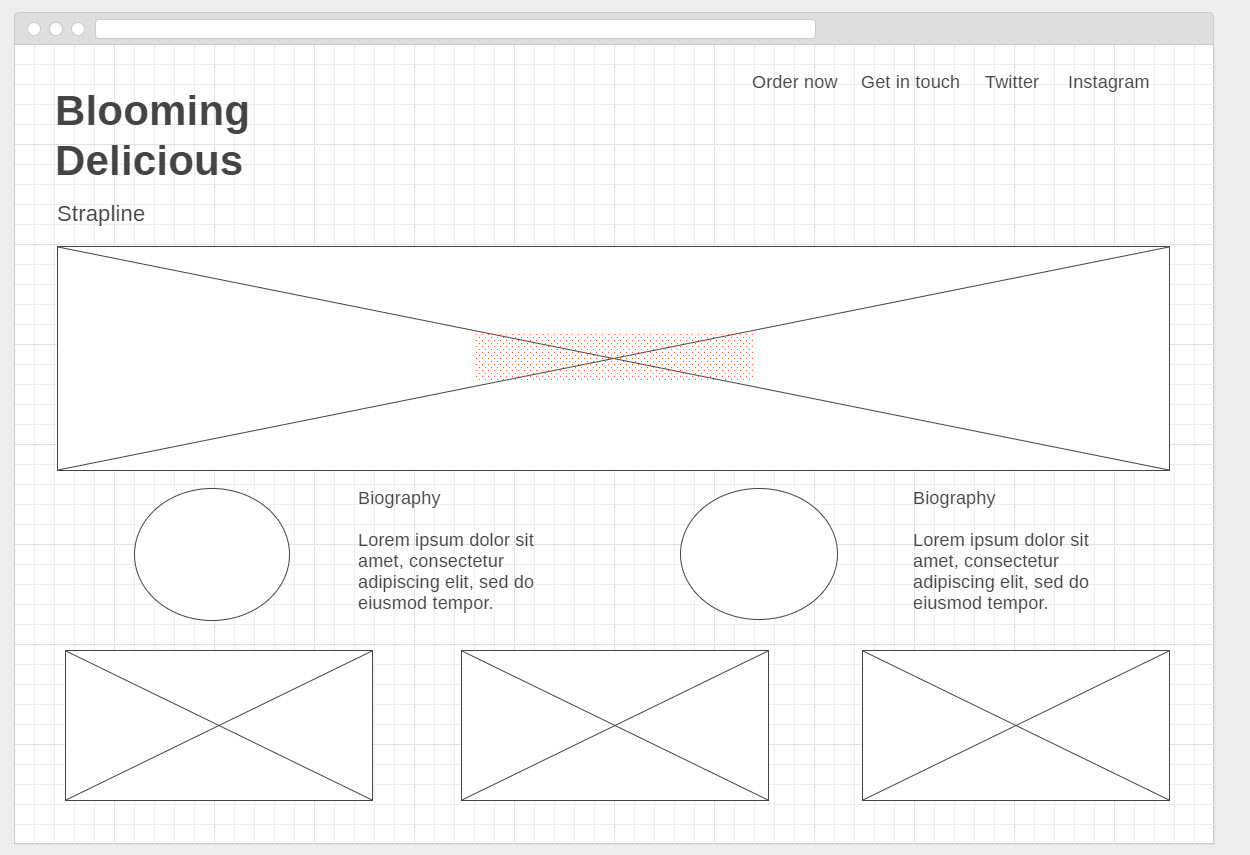 Order now Get in touch Twitter Instagram
Blooming
Delicious
Strapline
Biography
Lorem ipsum dolor sit
amet, consectetur
adipiscing elit, sed do
eiusmod tempor.
Biography
Lorem ipsum dolor sit
amet, consectetur
adipiscing elit, sed do
eiusmod tempor.